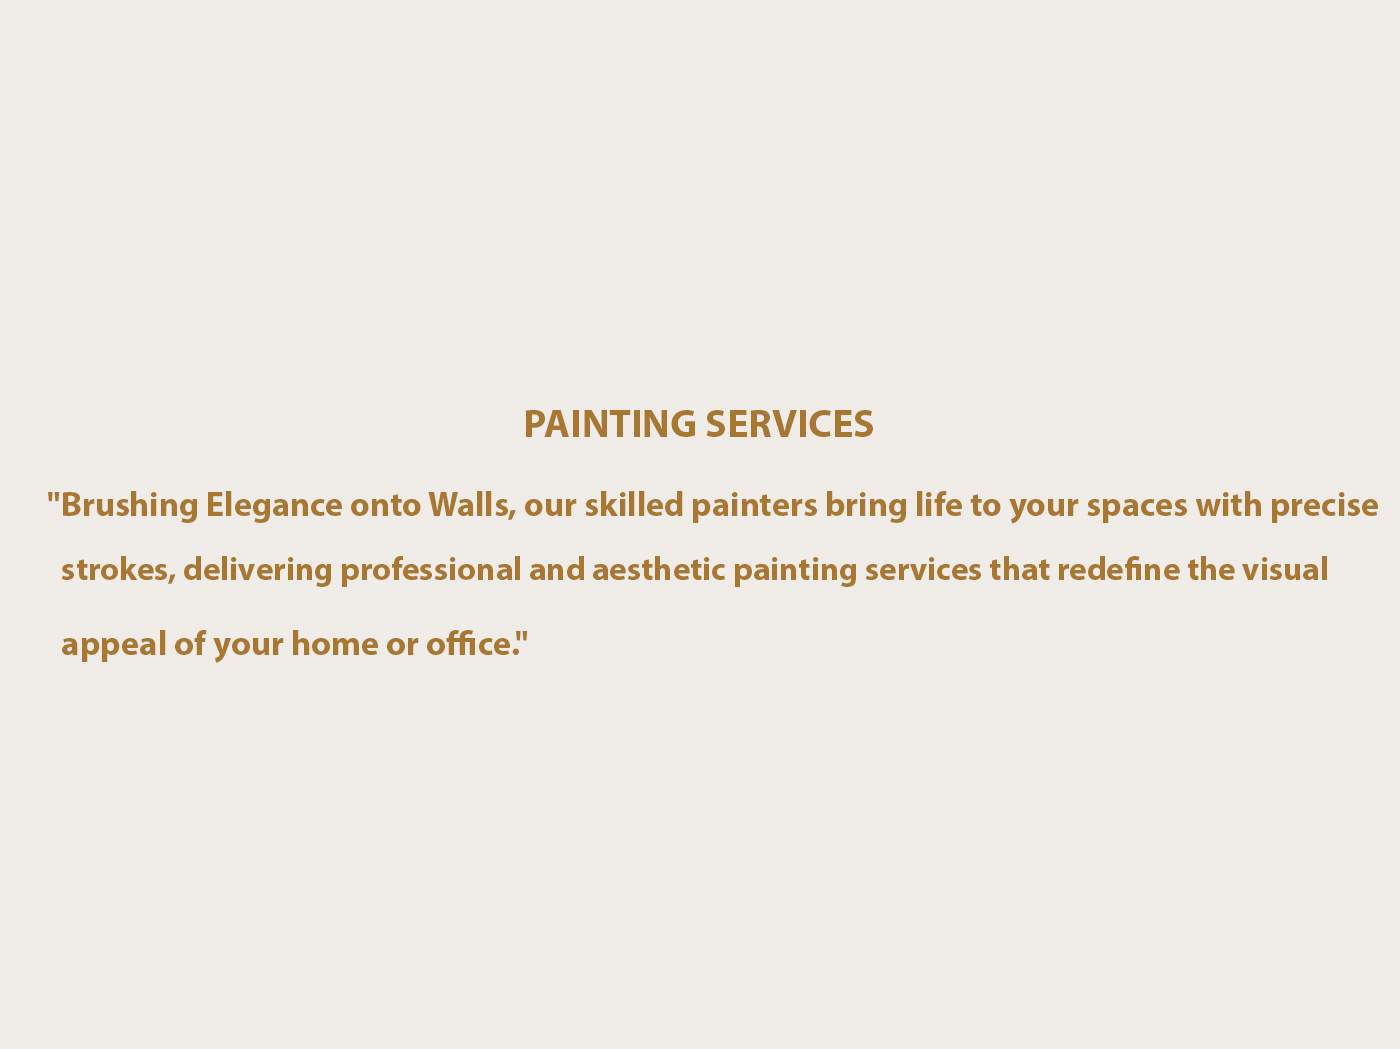 PAINTING SERVICES
"Brushing Elegance onto Walls, our skilled painters bring life to your spaces with precise
strokes, delivering professional and aesthetic painting services that redefine the visual
appeal of your home or office."